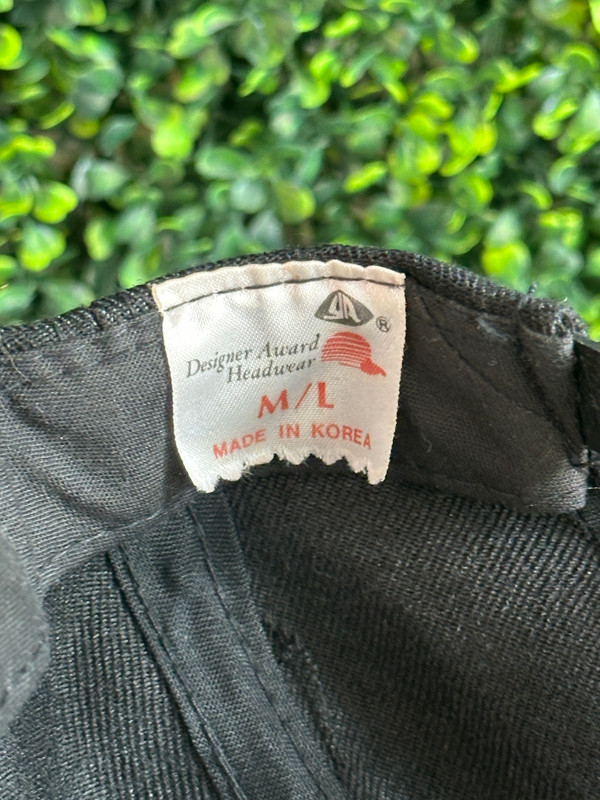 DA ®
Designer Award
Headwear
M/L
MADE IN KOREA